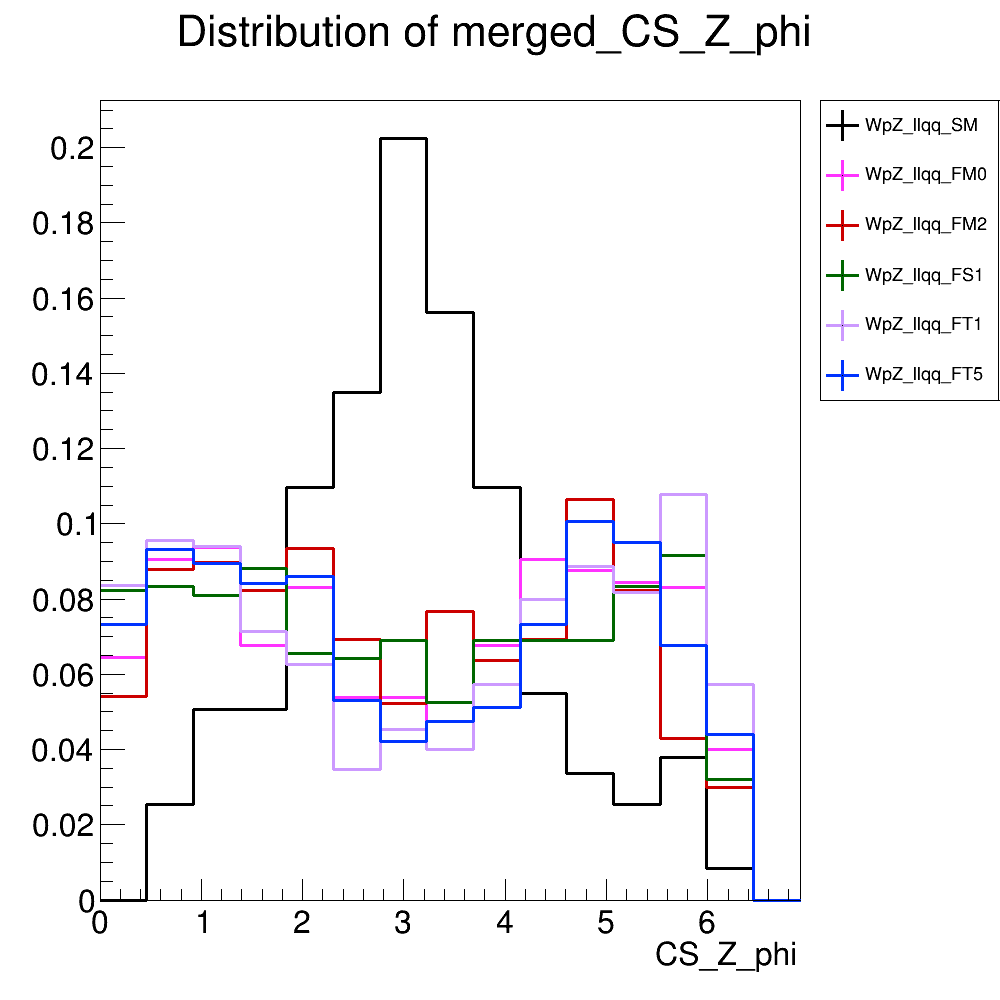 Distribution of merged_CS_Z_phi
0.2
0.18
0.16
0.14
0.12
0.1
0.08
0.06
0.04
0.02
0
0 1 2 3 4 5 6
CS_Z_phi
WpZ_llqq_SM
WpZ_llqq_FM0
WpZ_llqq_FM2
WpZ_llqq_FS1
WpZ_llqq_FT1
WpZ_llqq_FT5